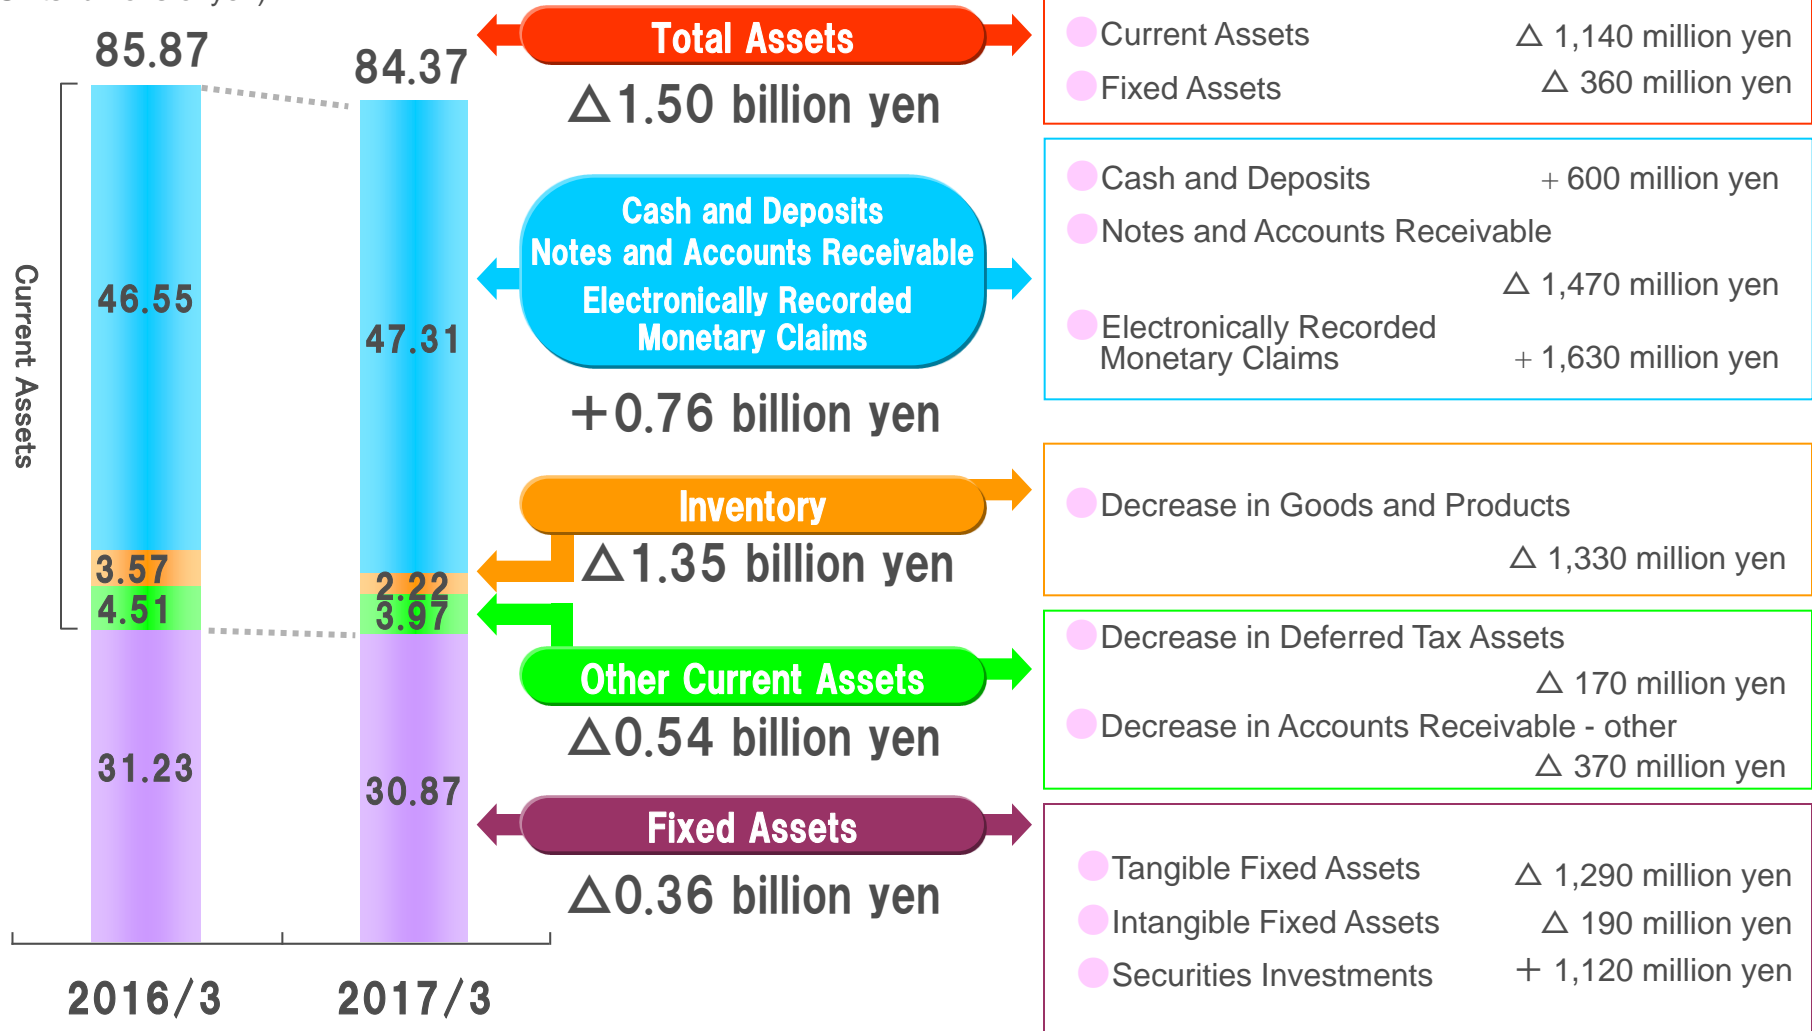 85.87
84.37
Current Assets
46.55
47.31
3.57
2.22
4.51
3.97
31.23
30.87
2016/3
2017/3
Total Assets
△1.50 billion yen
Cash and Deposits
Notes and Accounts Receivable
Electronically Recorded
Monetary Claims
+0.76 billion yen
Inventory
△1.35 billion yen
Other Current Assets
△0.54 billion yen
Fixed Assets
△0.36 billion yen
Current Assets △ 1,140 million yen
Fixed Assets △ 360 million yen
Cash and Deposits + 600 million yen
Notes and Accounts Receivable
△ 1,470 million yen
Electronically Recorded
Monetary Claims + 1,630 million yen
Decrease in Goods and Products
△ 1,330 million yen
Decrease in Deferred Tax Assets
△ 170 million yen
Decrease in Accounts Receivable - other
△ 370 million yen
Tangible Fixed Assets △ 1,290 million yen
Intangible Fixed Assets △ 190 million yen
Securities Investments + 1,120 million yen